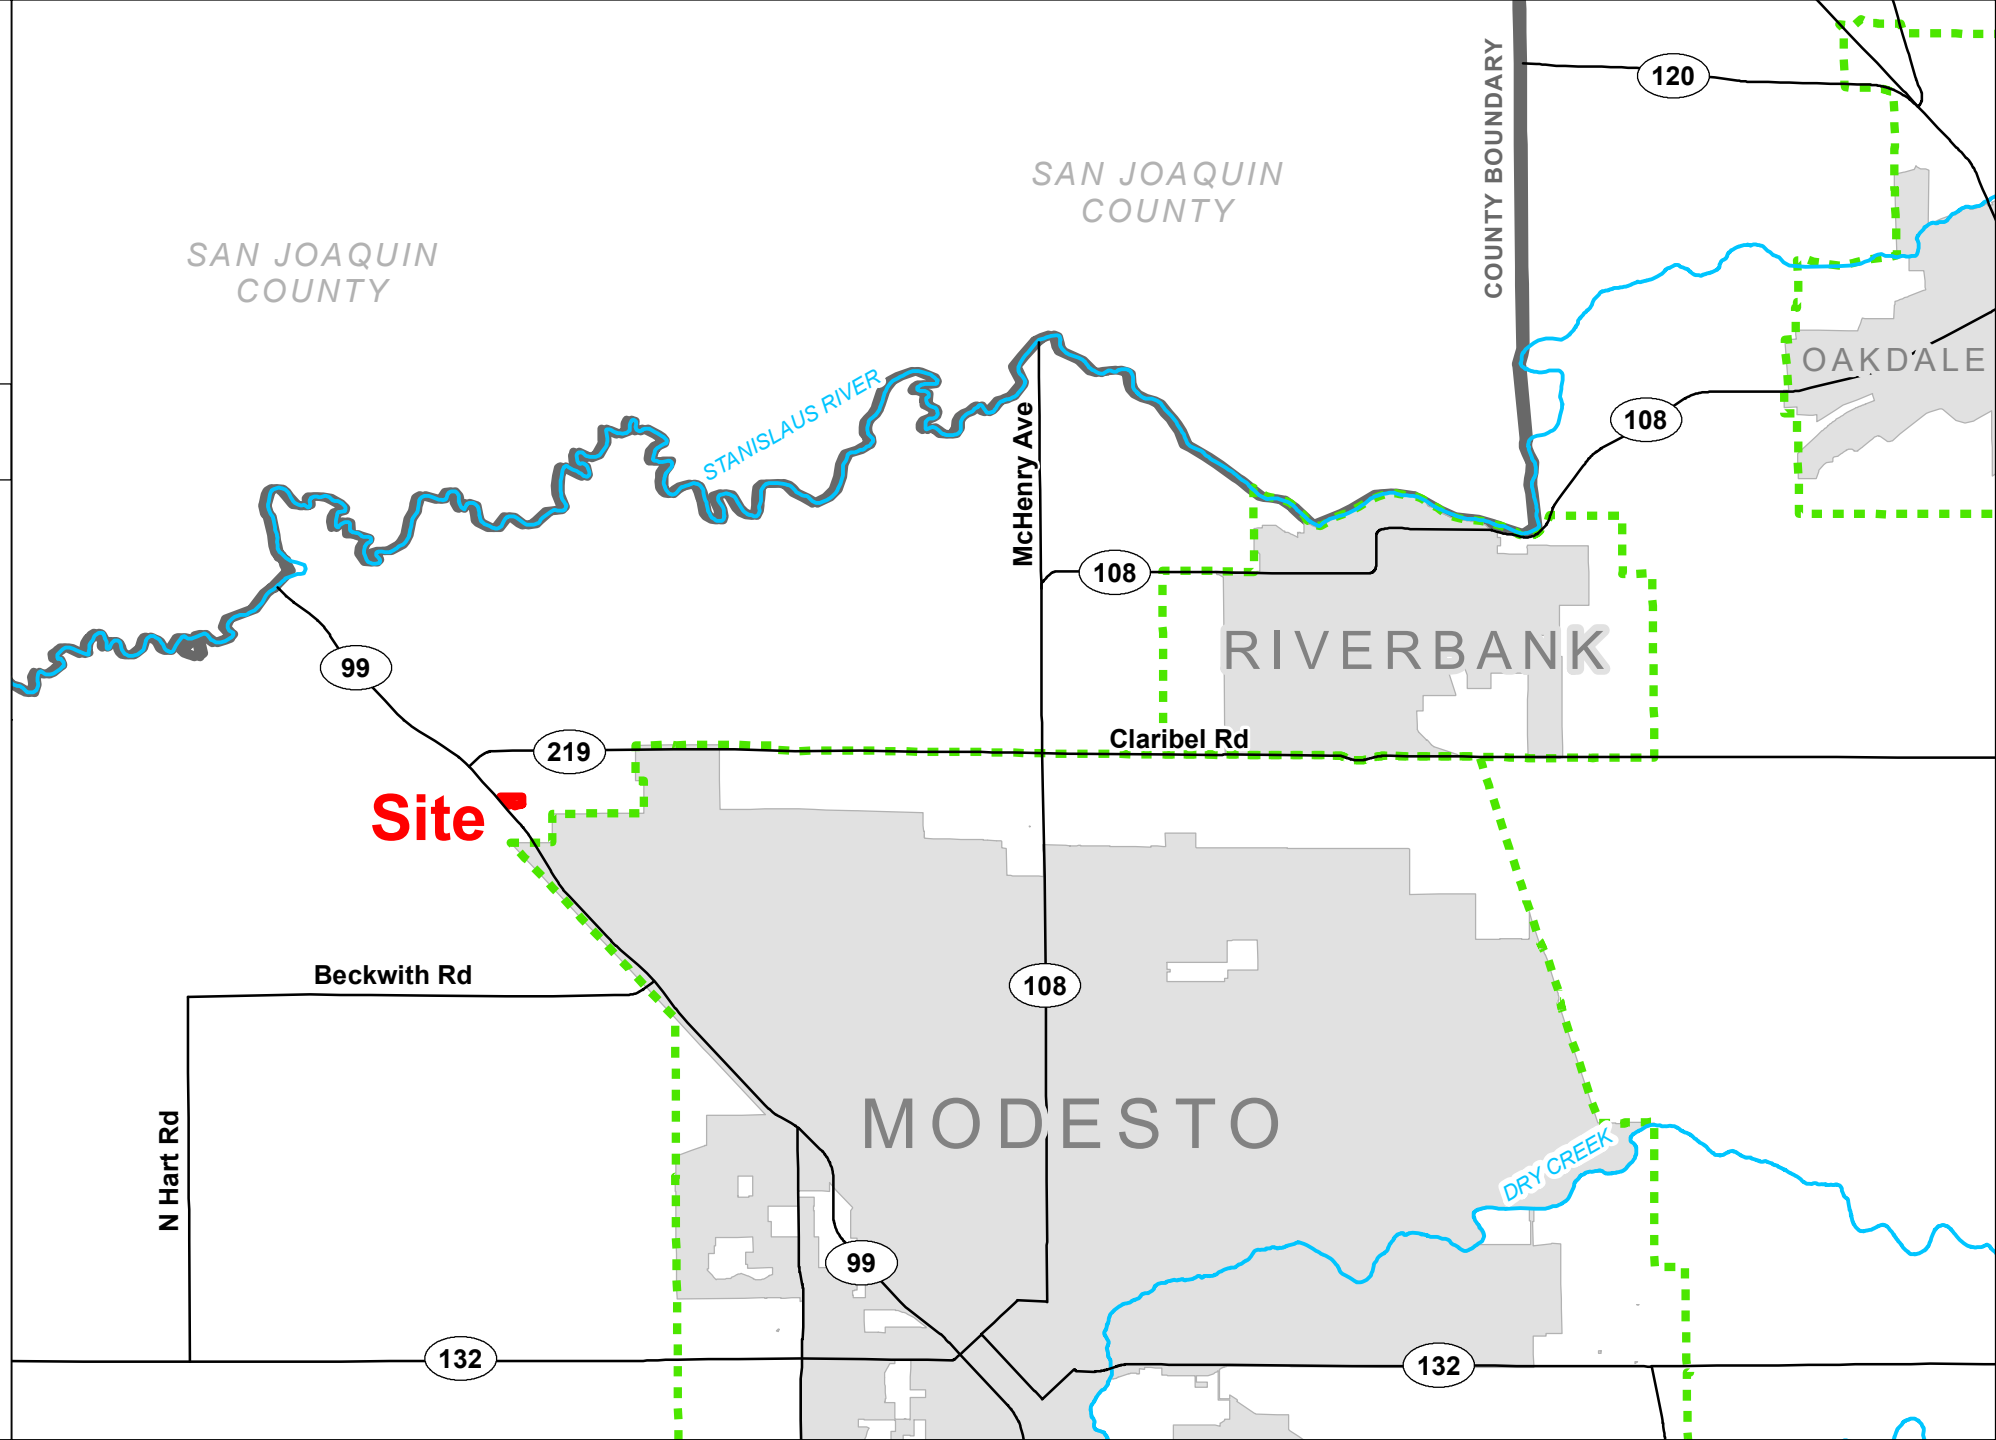 COUNTY BOUNDARY
120
SAN JOAQUIN
COUNTY
SAN JOAQUIN
COUNTY
OAKDALE
STANISLAUS RIVER
McHenry Ave
108
108
RIVERBANK
99
219
Claribel Rd
Site
Beckwith Rd
108
MODESTO
N Hart Rd
DRY CREEK
99
132
132